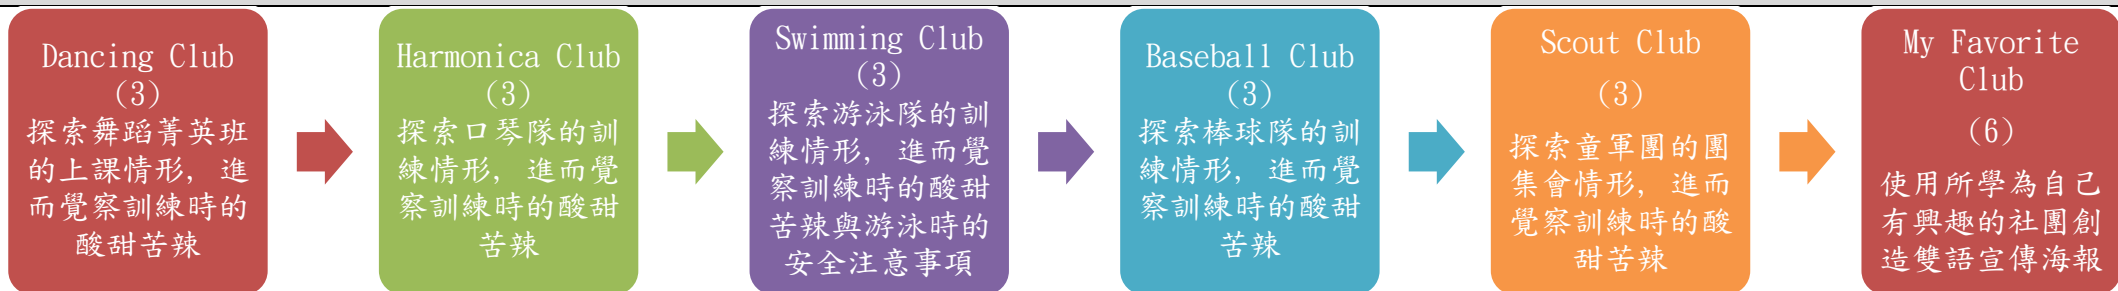 Dancing Club
(3)
探索舞蹈菁英班
的上課情形，進
而覺察訓練時的
酸甜苦辣
Harmonica Club
(3)
探索口琴隊的訓
練情形，進而覺
察訓練時的酸甜
苦辣
Swimming Club
(3)
探索游泳隊的訓
練情形，進而覺
察訓練時的酸甜
苦辣與游泳時的
安全注意事項
Baseball Club
(3)
探索棒球隊的訓
練情形，進而覺
察訓練時的酸甜
苦辣
Scout Club
(3)
探索童軍團的團
集會情形，進而
覺察訓練時的酸
甜苦辣
My Favorite
Club
(6)
使用所學為自己
有興趣的社團創
造雙語宣傳海報